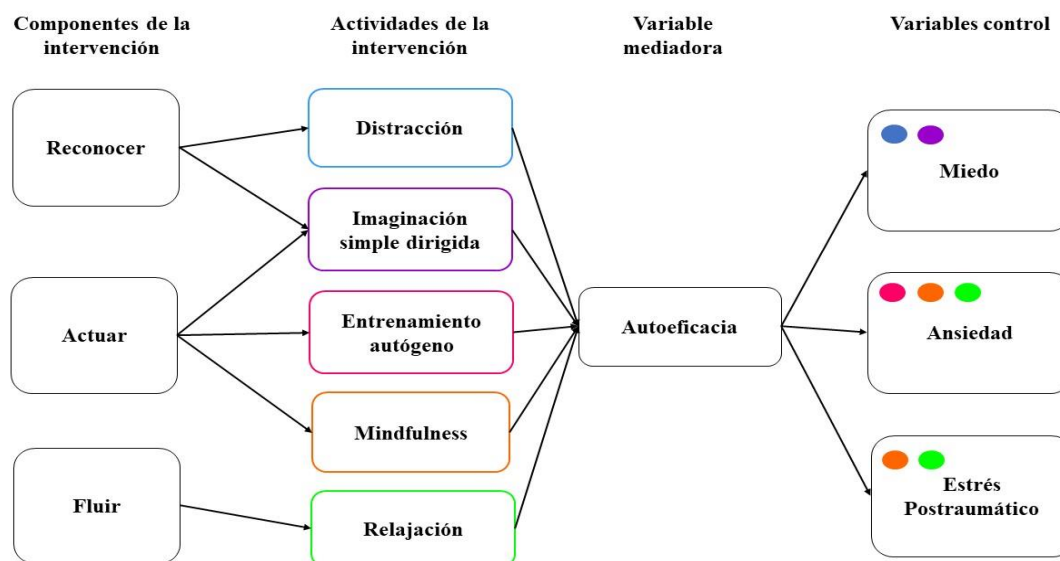 Componentes de la
intervención
Actividades de la
intervención
Variable
mediadora
Variables control
Reconocer
Actuar
Fluir
Distracción
Imaginación
simple dirigida
Entrenamiento
autógeno
Mindfulness
Relajación
Autoeficacia
Miedo
Ansiedad
Estrés
Postraumático